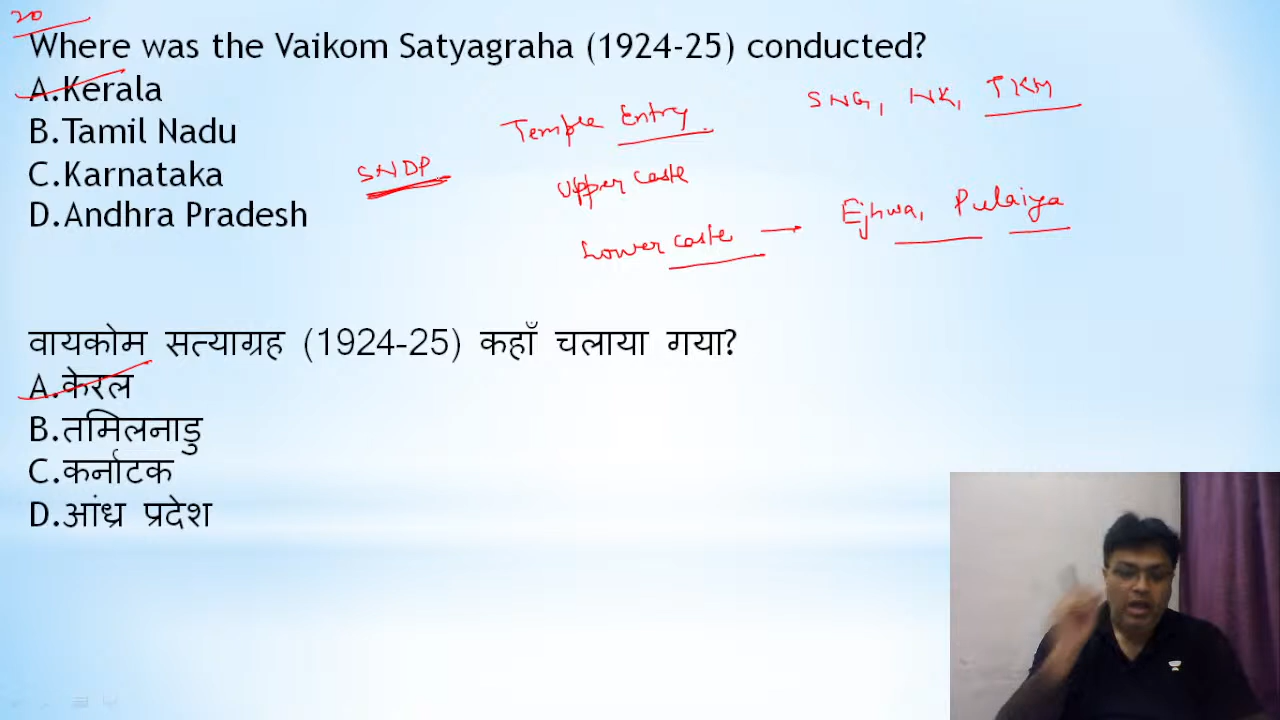 20
Where was the Vaikom Satyagraha (1924-25) conducted?
A.Kerala
B.Tamil Nadu
C.Karnataka
D.Andhra Pradesh
Temple Entry
SNG, NK, TKM
SNDP
Upper caste
Lower caste → Ejhwa, Pulaiya
वायकोम सत्याग्रह (1924-25) कहाँ चलाया गया?
A.केरल
B.तमिलनाडु
C.कर्नाटक
D.आंध्र प्रदेश